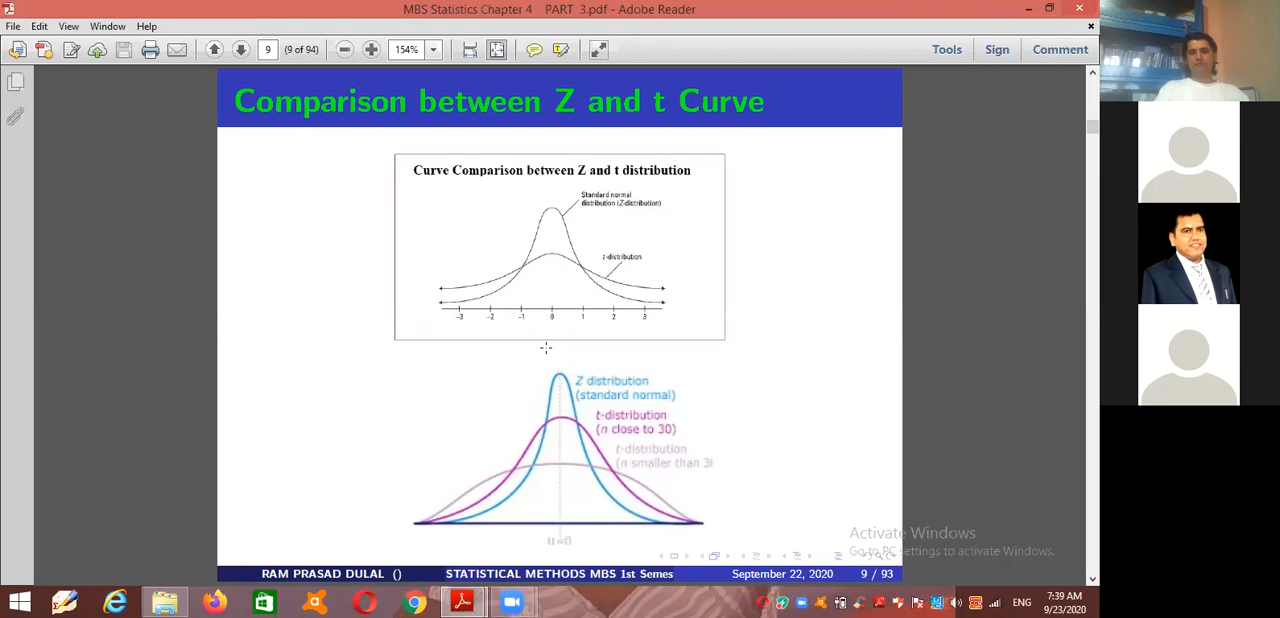 MBS Statistics Chapter 4 PART 3.pdf - Adobe Reader
File Edit View Window Help
9 (9 of 94) 154% Tools Sign Comment
Comparison between Z and t Curve
Curve Comparison between Z and t distribution
Standard normal
distribution (Z-distribution)
t-distribution
-3 -2 -1 0 1 2 3
Z distribution
(standard normal)
t-distribution
(n close to 30)
t-distribution
(n smaller than 3
u=0
Activate Windows
Go to PC settings to activate Windows.
RAM PRASAD DULAL () STATISTICAL METHODS MBS 1st Semes September 22, 2020 9 / 93
ENG
7:39 AM
9/23/2020